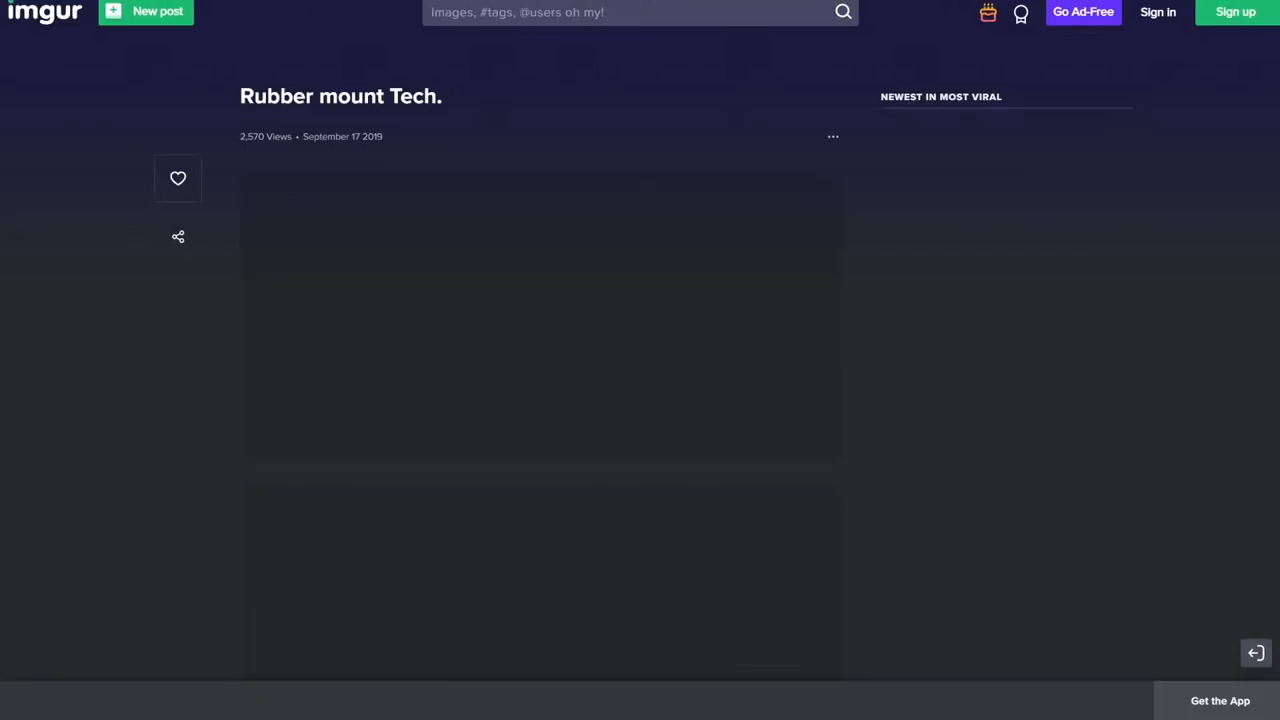 imgur
New post
Images, #tags, @users oh my!
Go Ad-Free
Sign in
Sign up
Rubber mount Tech.
NEWEST IN MOST VIRAL
2,570 Views • September 17 2019
Get the App